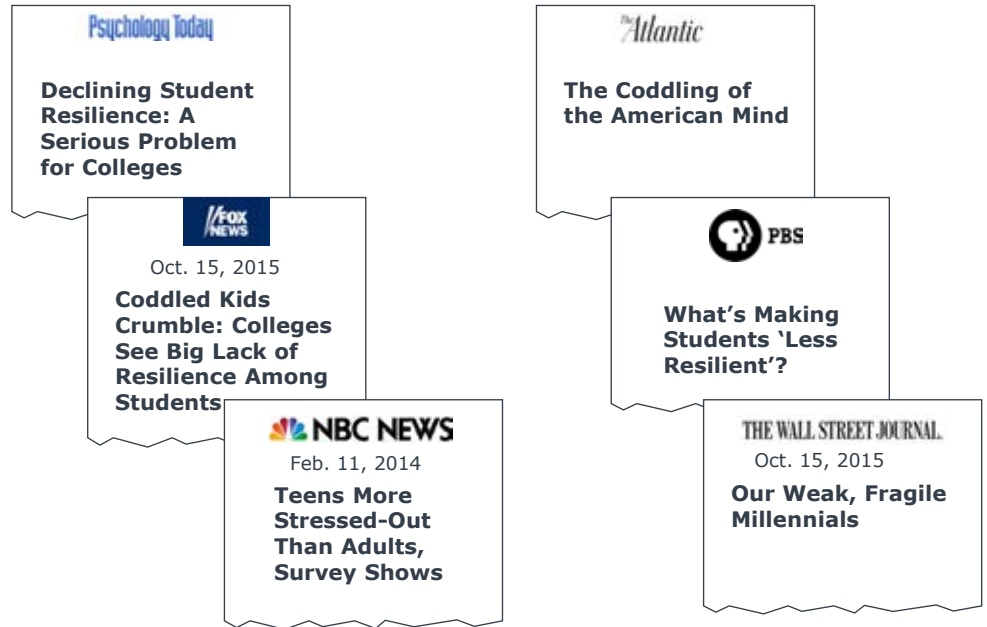 Psychology Today
Declining Student
Resilience: A
Serious Problem
for Colleges
FOX
NEWS
Oct. 15, 2015
Coddled Kids
Crumble: Colleges
See Big Lack of
Resilience Among
Students
NBC NEWS
Feb. 11, 2014
Teens More
Stressed-Out
Than Adults,
Survey Shows
The Atlantic
The Coddling of
the American Mind
PBS
What’s Making
Students ‘Less
Resilient’?
THE WALL STREET JOURNAL.
Oct. 15, 2015
Our Weak, Fragile
Millennials